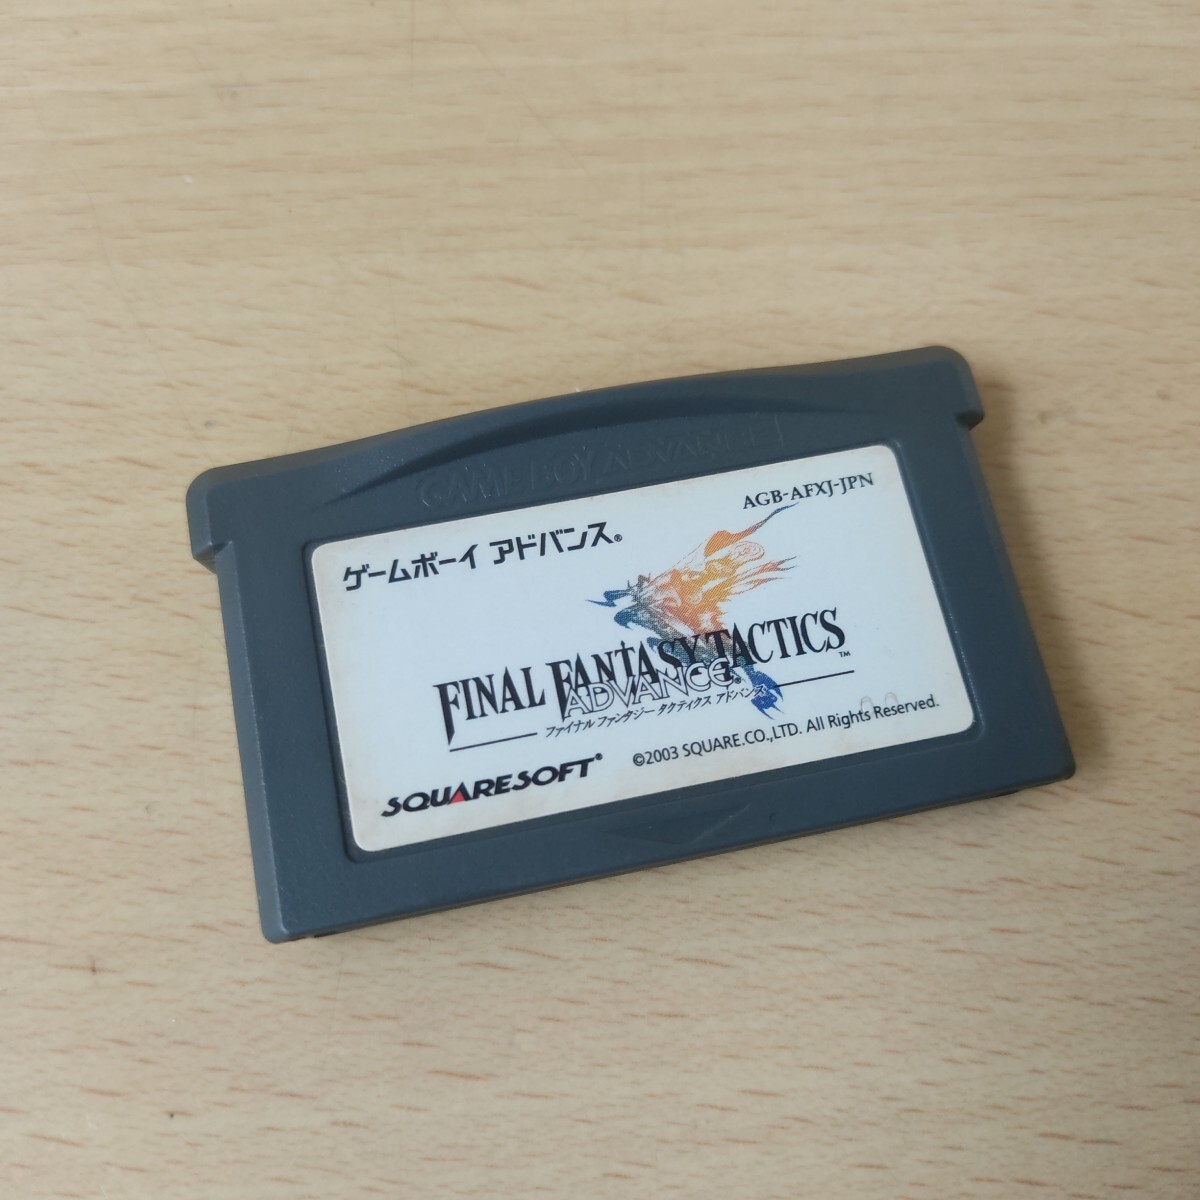 GAME BOY ADVANCE
AGB-AFXJ-JPN
ゲームボーイ アドバンス®
FINAL FANTASY TACTICS™
ADVANCE®
ファイナル ファンタジー タクティクス アドバンス
SQUARESOFT®
©2003 SQUARE.CO.,LTD. All Rights Reserved.